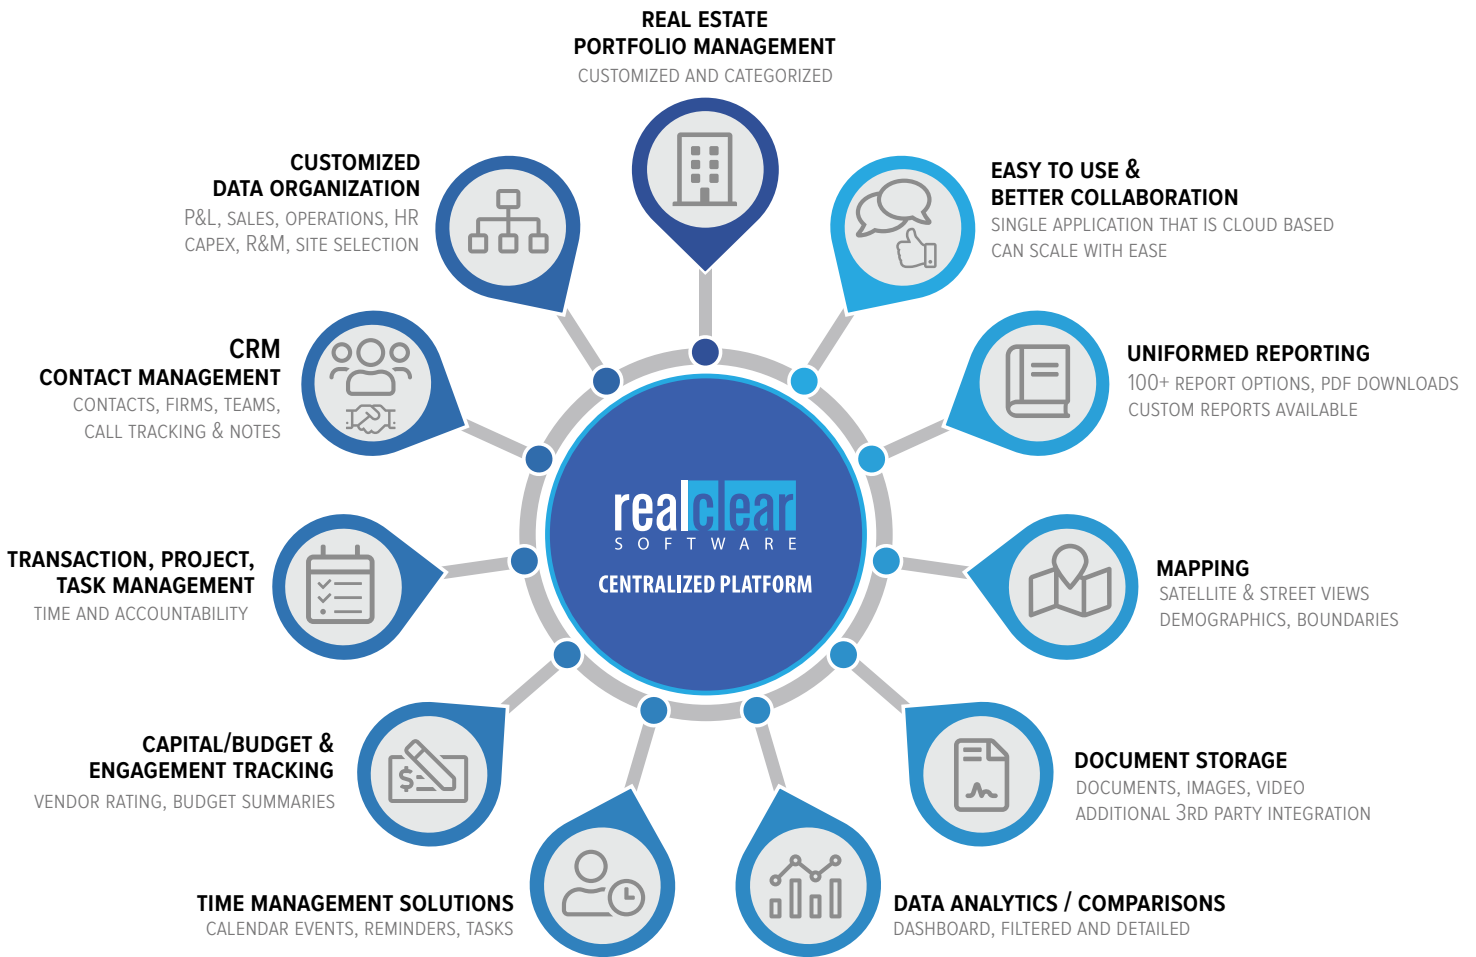 REAL ESTATE
PORTFOLIO MANAGEMENT
CUSTOMIZED AND CATEGORIZED
EASY TO USE &
BETTER COLLABORATION
SINGLE APPLICATION THAT IS CLOUD BASED
CAN SCALE WITH EASE
UNIFORMED REPORTING
100+ REPORT OPTIONS, PDF DOWNLOADS
CUSTOM REPORTS AVAILABLE
MAPPING
SATELLITE & STREET VIEWS
DEMOGRAPHICS, BOUNDARIES
DOCUMENT STORAGE
DOCUMENTS, IMAGES, VIDEO
ADDITIONAL 3RD PARTY INTEGRATION
DATA ANALYTICS / COMPARISONS
DASHBOARD, FILTERED AND DETAILED
TIME MANAGEMENT SOLUTIONS
CALENDAR EVENTS, REMINDERS, TASKS
CAPITAL/BUDGET &
ENGAGEMENT TRACKING
VENDOR RATING, BUDGET SUMMARIES
TRANSACTION, PROJECT,
TASK MANAGEMENT
TIME AND ACCOUNTABILITY
CRM
CONTACT MANAGEMENT
CONTACTS, FIRMS, TEAMS,
CALL TRACKING & NOTES
CUSTOMIZED
DATA ORGANIZATION
P&L, SALES, OPERATIONS, HR
CAPEX, R&M, SITE SELECTION
realclear
SOFTWARE
CENTRALIZED PLATFORM
$